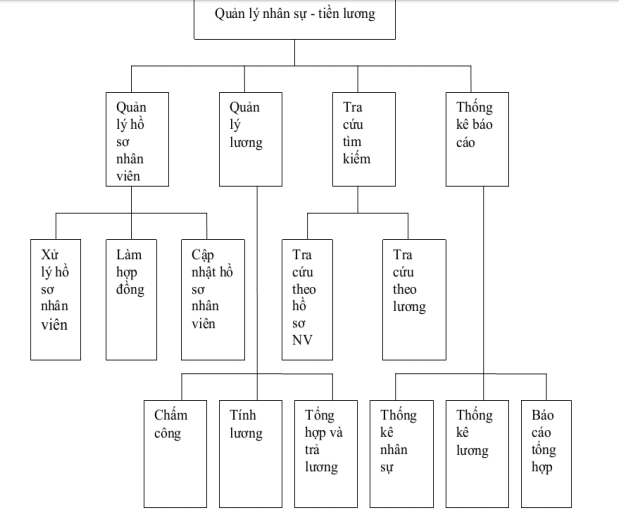 Quản lý nhân sự - tiền lương
Quản
lý hồ
sơ
nhân
viên
Quản
lý
lương
Tra
cứu
tìm
kiếm
Thống
kê báo
cáo
Xử
lý hồ
sơ
nhân
viên
Làm
hợp
đồng
Cập
nhật hồ
sơ
nhân
viên
Tra
cứu
theo
hồ
sơ
NV
Tra
cứu
theo
lương
Chấm
công
Tính
lương
Tổng
hợp và
trả
lương
Thống
kê
nhân
sự
Thống
kê
lương
Báo
cáo
tổng
hợp